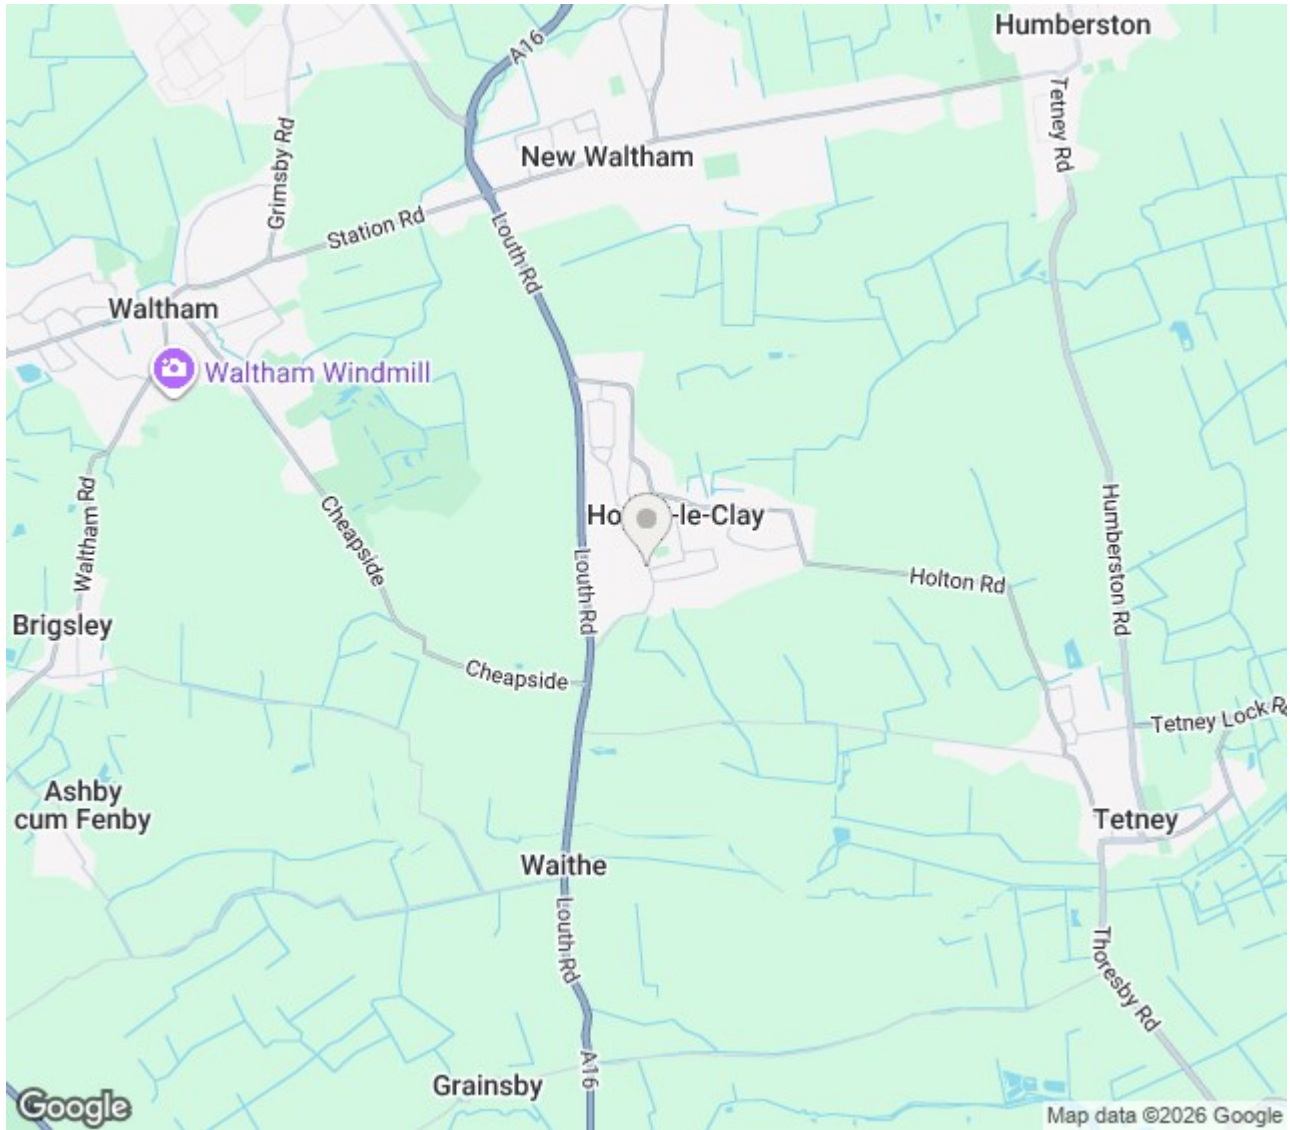 Humberston
A16
Tetney Rd
New Waltham
Grimsby Rd
Station Rd
Louth Rd
Waltham
Waltham Windmill
Waltham Rd
Cheapside
-le-Clay
Louth Rd
Holton Rd
Humberston Rd
Brigsley
Cheapside
Tetney Lock
Ashby
cum Fenby
Tetney
Waithe
Louth Rd
Thoresby Rd
A16
Grainsby
Google
Map data ©2026 Google